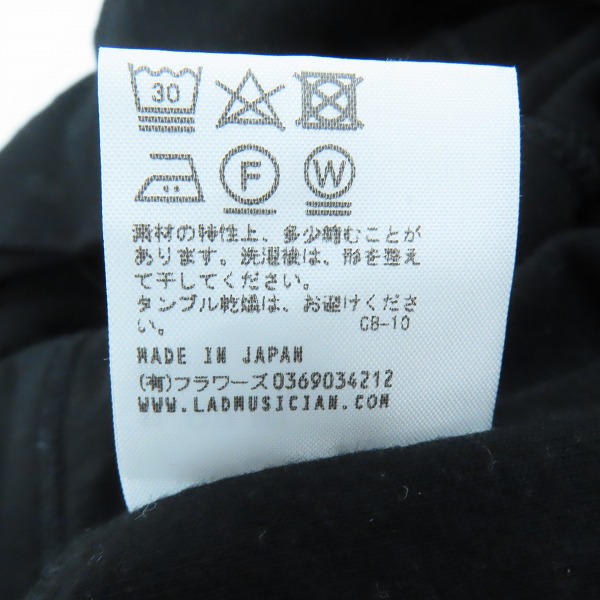 30
F W
素材の特性上、多少縮むことが
あります。洗濯後は、形を整え
て干してください。
タンブル乾燥は、お避けくださ
い。 CB-10
MADE IN JAPAN
(有)フラワーズ0369034212
WWW.LADMUSICIAN.COM